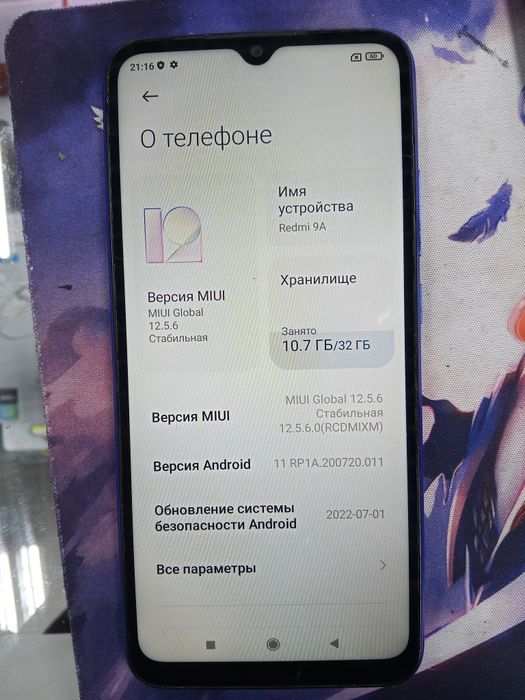 21:16
60
О телефоне
12
Имя
устройства
Redmi 9A
Версия MIUI
MIUI Global
12.5.6
Стабильная
Хранилище
Занято
10.7 ГБ/32 ГБ
Версия MIUI
MIUI Global 12.5.6
Стабильная
12.5.6.0(RCDMIXM)
Версия Android
11 RP1A.200720.011
Обновление системы
безопасности Android
2022-07-01
Все параметры